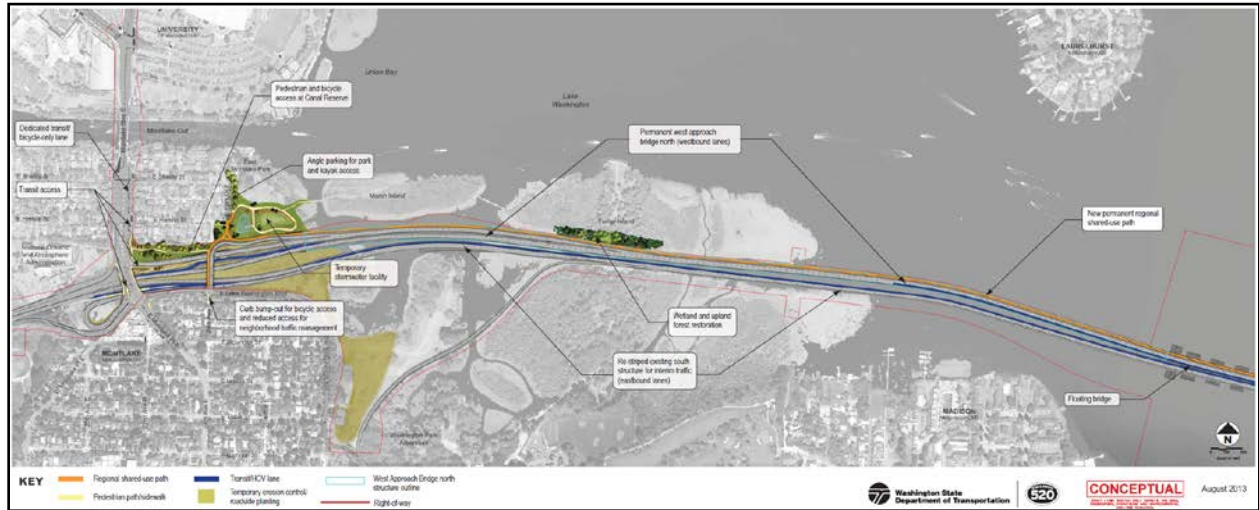 UNIVERSITY
LAURELHURST
Union Bay
Lake
Washington
Pedestrian and bicycle
access at Canal Reserve
Dedicated transit/
bicycle-only lane
Montlake Cut
Permanent west approach
bridge north (westbound lanes)
Angle parking for park
and kayak access
Transit access
E Shelby St
Marsh Island
Foster Island
New permanent regional
shared-use path
Temporary
stormwater facility
Curb bump-out for bicycle access
and reduced access for
neighborhood traffic management
Wetland and upland
forest restoration
MONTLAKE
Re-striped existing south
structure for interim traffic
(eastbound lanes)
Floating bridge
MADISON
Washington Park
Arboretum
N
KEY
Regional shared-use path
Pedestrian path/sidewalk
Transit/HOV lane
Temporary erosion control/
roadside planting
West Approach Bridge north
structure outline
Right-of-way
Washington State
Department of Transportation
520
CONCEPTUAL
August 2013